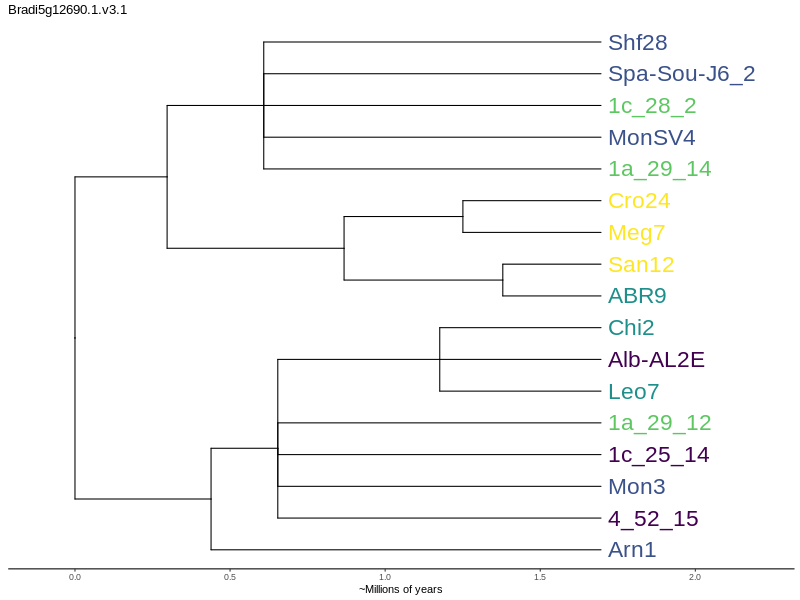 Bradi5g12690.1.v3.1
Shf28
Spa-Sou-J6_2
1c_28_2
MonSV4
1a_29_14
Cro24
Meg7
San12
ABR9
Chi2
Alb-AL2E
Leo7
1a_29_12
1c_25_14
Mon3
4_52_15
Arn1
0.0 0.5 1.0 1.5 2.0
~Millions of years